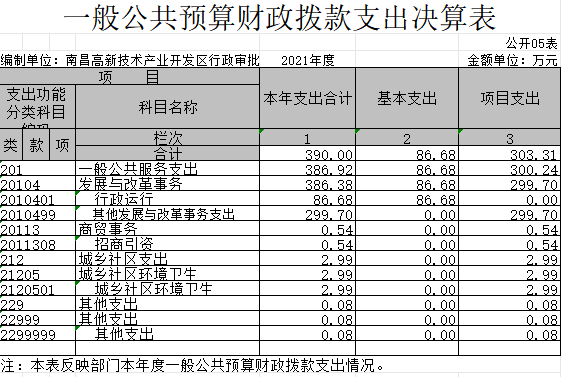 一般公共预算财政拨款支出决算表
公开05表
编制单位：南昌高新技术产业开发区行政审批 2021年度 金额单位：万元
项 目 本年支出合计 基本支出 项目支出
支出功能分类科目 科目名称
类 款 项 栏次 1 2 3
合计 390.00 86.68 303.31
201 一般公共服务支出 386.92 86.68 300.24
20104 发展与改革事务 386.38 86.68 299.70
2010401 行政运行 86.68 86.68 0.00
2010499 其他发展与改革事务支出 299.70 0.00 299.70
20113 商贸事务 0.54 0.00 0.54
2011308 招商引资 0.54 0.00 0.54
212 城乡社区支出 2.99 0.00 2.99
21205 城乡社区环境卫生 2.99 0.00 2.99
2120501 城乡社区环境卫生 2.99 0.00 2.99
229 其他支出 0.08 0.00 0.08
22999 其他支出 0.08 0.00 0.08
2299999 其他支出 0.08 0.00 0.08
注：本表反映部门本年度一般公共预算财政拨款支出情况。